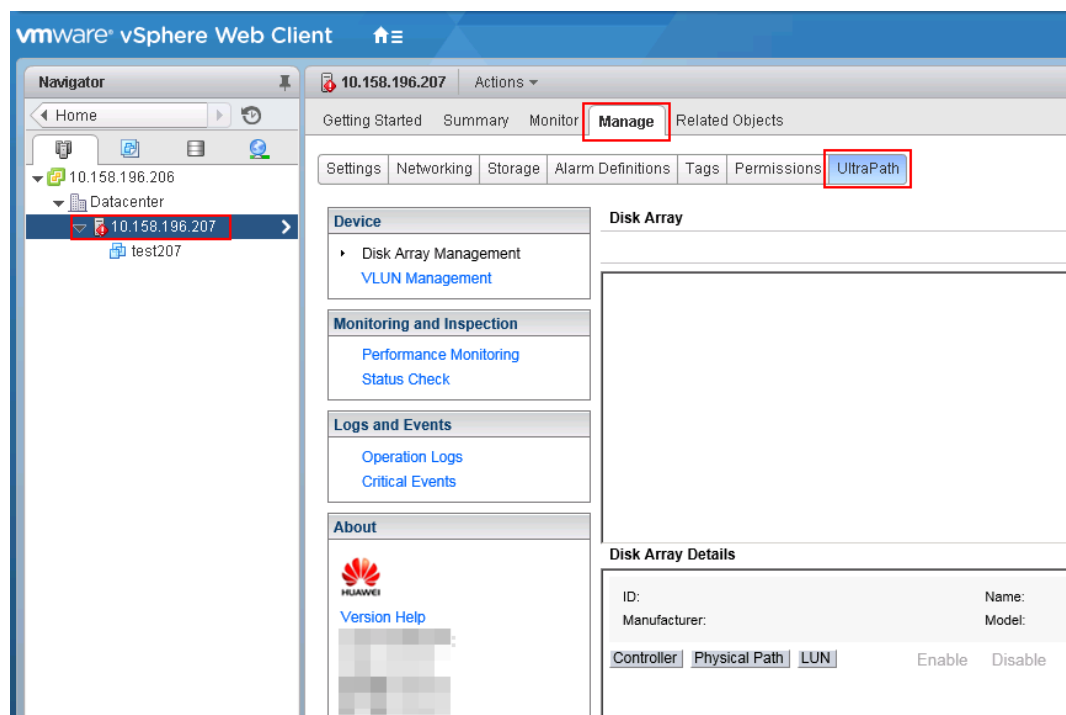 vmware® vSphere Web Client
Navigator
Home
10.158.196.206
Datacenter
10.158.196.207
test207
10.158.196.207 Actions
Getting Started Summary Monitor Manage Related Objects
Settings Networking Storage Alarm Definitions Tags Permissions UltraPath
Device
Disk Array Management
VLUN Management
Monitoring and Inspection
Performance Monitoring
Status Check
Logs and Events
Operation Logs
Critical Events
About
HUAWEI
Version Help
Disk Array
Disk Array Details
ID: Name:
Manufacturer: Model:
Controller Physical Path LUN Enable Disable